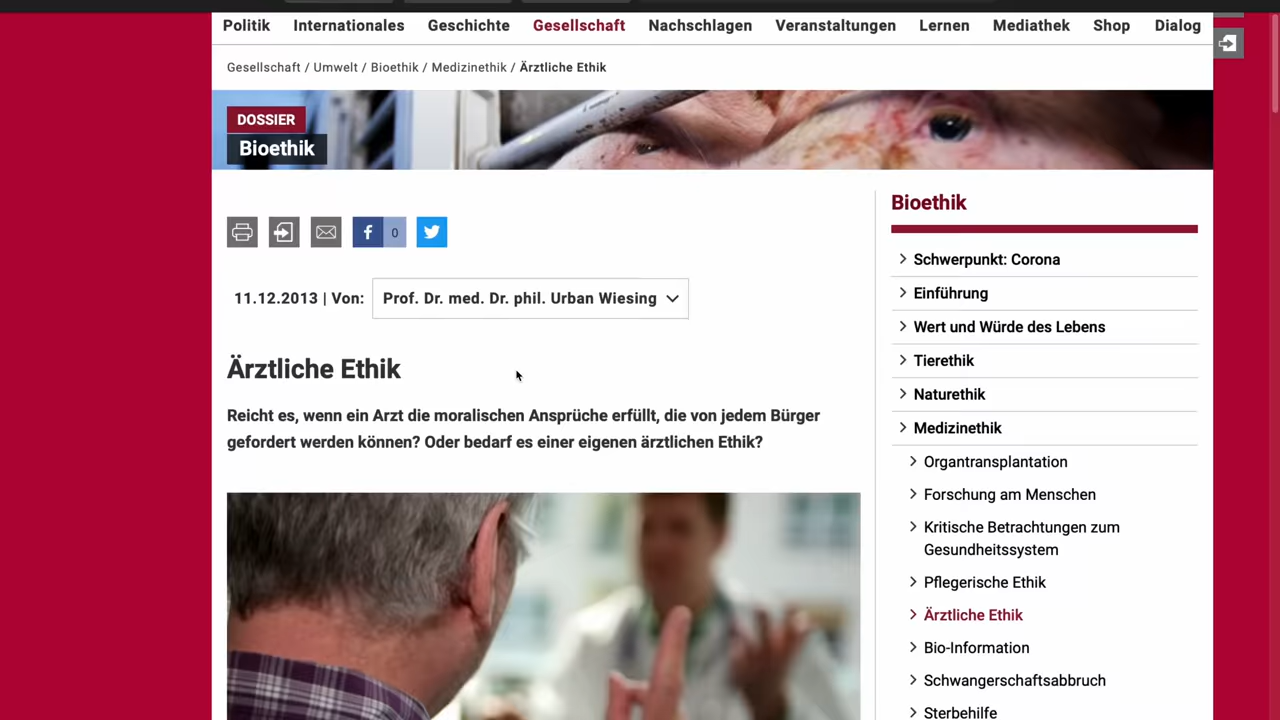 Politik Internationales Geschichte Gesellschaft Nachschlagen Veranstaltungen Lernen Mediathek Shop Dialog
Gesellschaft / Umwelt / Bioethik / Medizinethik / Ärztliche Ethik
DOSSIER
Bioethik
0
11.12.2013 | Von: Prof. Dr. med. Dr. phil. Urban Wiesing
Ärztliche Ethik
Reicht es, wenn ein Arzt die moralischen Ansprüche erfüllt, die von jedem Bürger
gefordert werden können? Oder bedarf es einer eigenen ärztlichen Ethik?
Bioethik
Schwerpunkt: Corona
Einführung
Wert und Würde des Lebens
Tierethik
Naturethik
Medizinethik
Organtransplantation
Forschung am Menschen
Kritische Betrachtungen zum
Gesundheitssystem
Pflegerische Ethik
Ärztliche Ethik
Bio-Information
Schwangerschaftsabbruch
Sterbehilfe